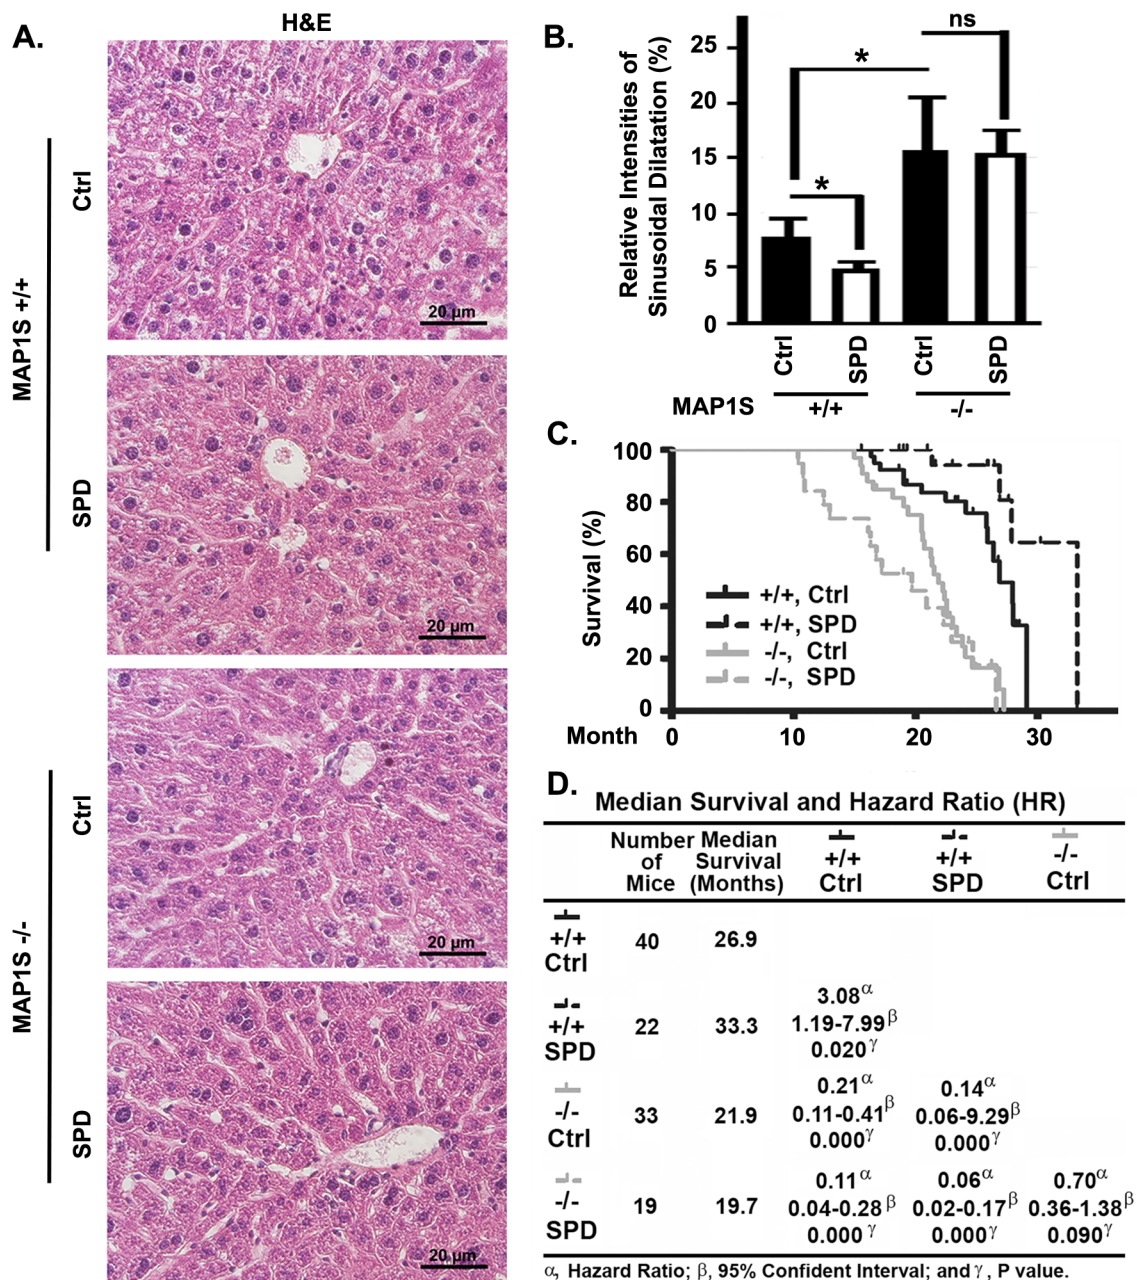 A.
H&E
MAP1S +/+
Ctrl
20 µm
SPD
20 µm
MAP1S -/-
Ctrl
20 µm
SPD
20 µm
B.
Relative Intensities of
Sinusoidal Dilatation (%)
25
20
15
10
5
0
*
*
ns
Ctrl
SPD
Ctrl
SPD
MAP1S +/+ -/-
C.
Survival (%)
100
80
60
40
20
0
+/+, Ctrl
+/+, SPD
-/-, Ctrl
-/-, SPD
Month 0 10 20 30
D.
Median Survival and Hazard Ratio (HR)
Number of Mice
Median Survival (Months)
+/+ Ctrl
+/+ SPD
-/- Ctrl
+/+ Ctrl 40 26.9
+/+ SPD 22 33.3
3.08α
1.19-7.99β
0.020γ
-/- Ctrl 33 21.9
0.21α 0.14α
0.11-0.41β 0.06-9.29β
0.000γ 0.000γ
-/- SPD 19 19.7
0.11α 0.06α 0.70α
0.04-0.28β 0.02-0.17β 0.36-1.38β
0.000γ 0.000γ 0.090γ
α, Hazard Ratio; β, 95% Confident Interval; and γ, P value.